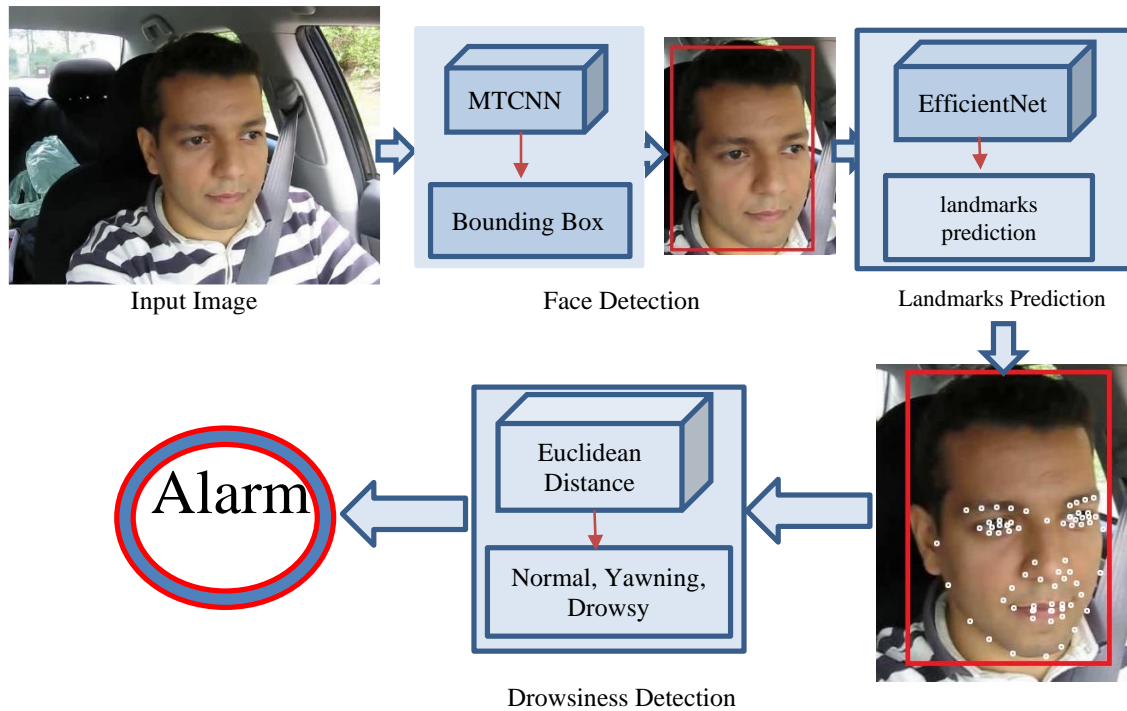 MTCNN
Bounding Box
EfficientNet
landmarks
prediction
Input Image
Face Detection
Landmarks Prediction
Euclidean
Distance
Normal, Yawning,
Drowsy
Alarm
Drowsiness Detection